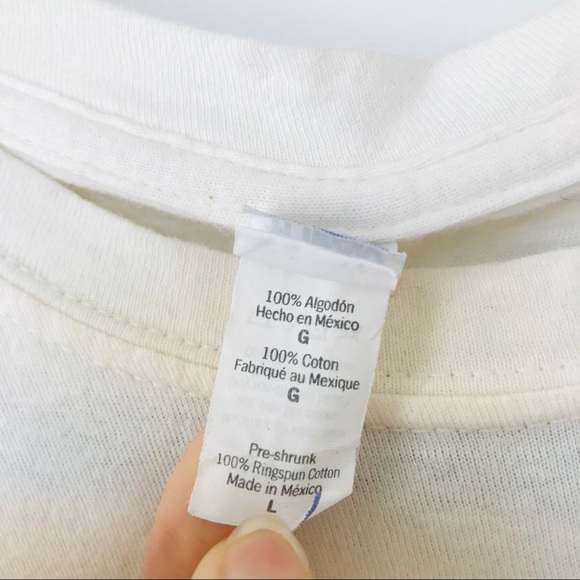 100% Algodón
Hecho en México
G
100% Coton
Fabriqué au Mexique
G
Pre-shrunk
100% Ringspun Cotton
Made in México
L